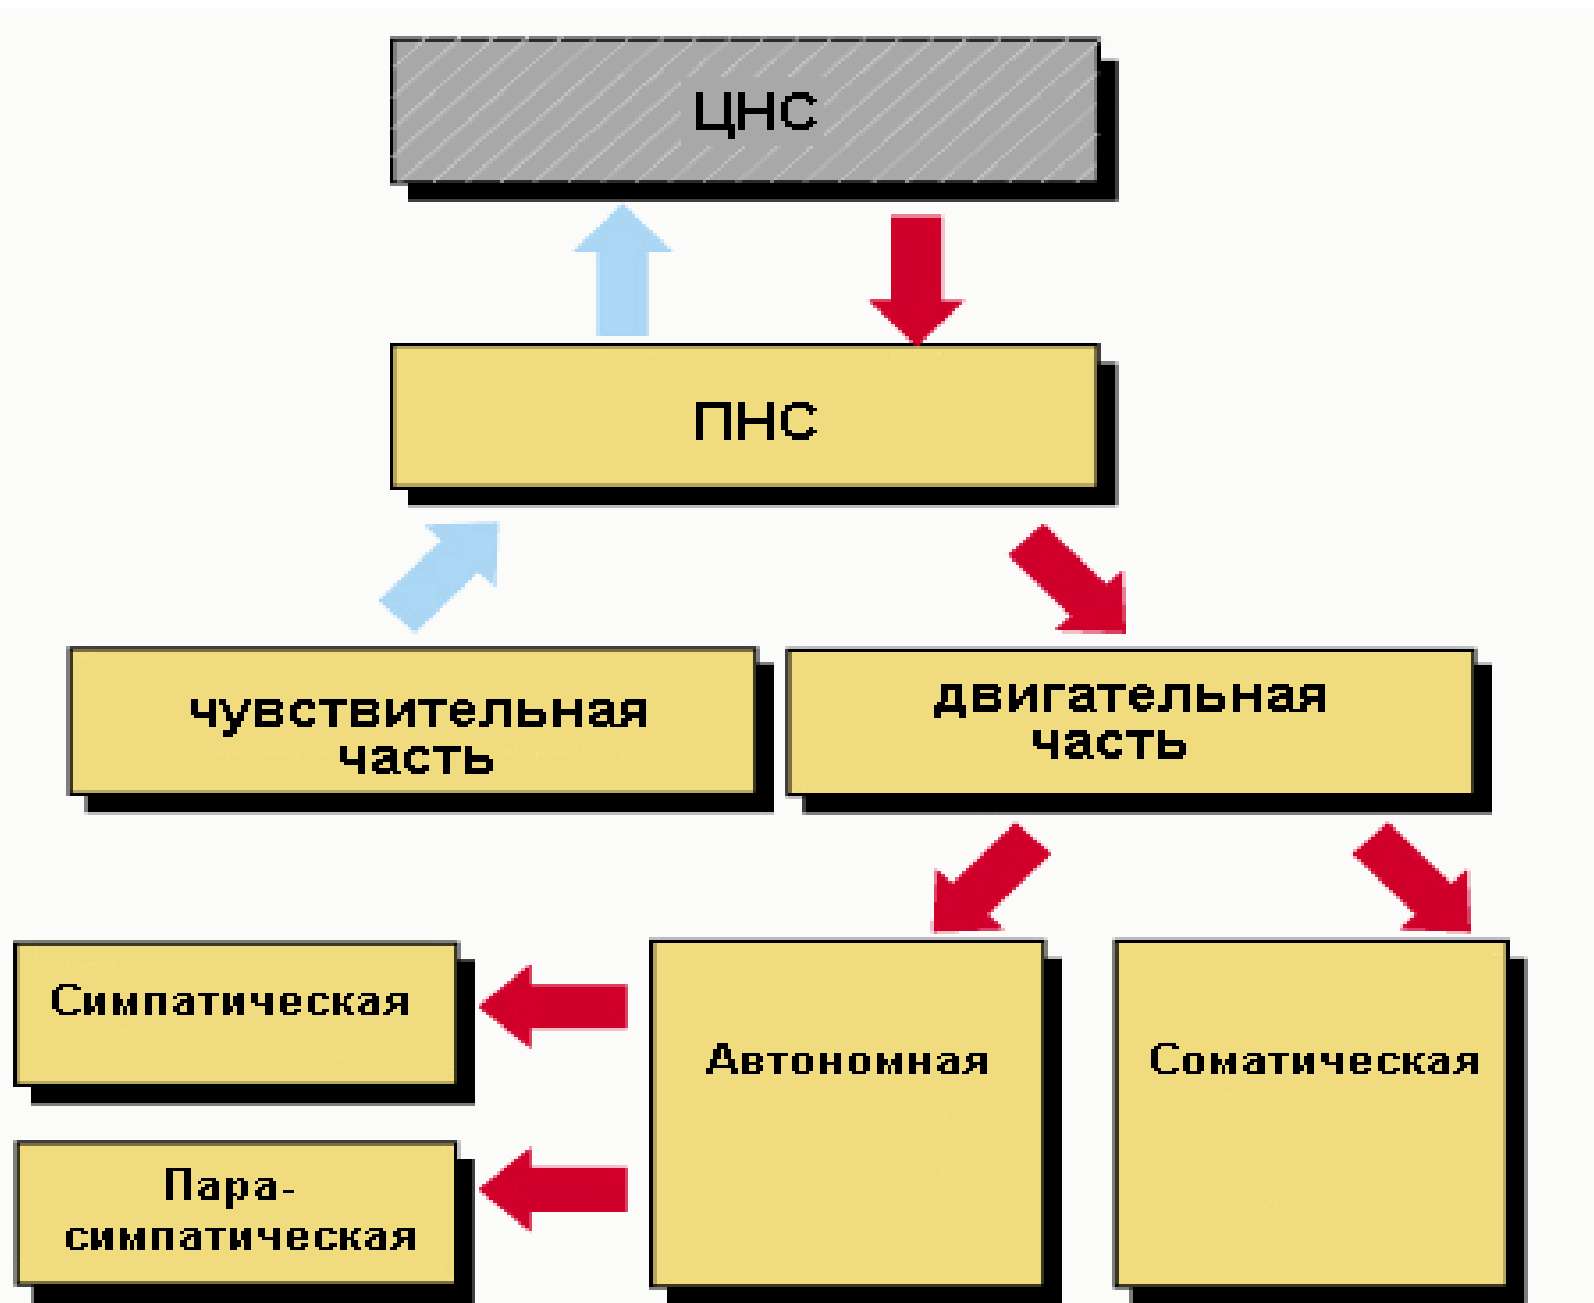 ЦНС
ПНС
чувствительная
часть
двигательная
часть
Симпатическая
Автономная
Соматическая
Пара-
симпатическая